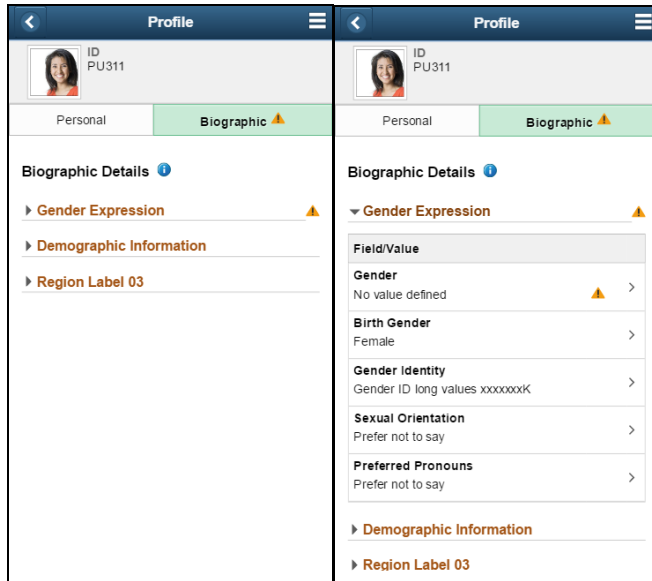 Profile
ID
PU311
Personal
Biographic
Biographic Details
Gender Expression
Demographic Information
Region Label 03
Profile
ID
PU311
Personal
Biographic
Biographic Details
Gender Expression
Field/Value
Gender
No value defined
Birth Gender
Female
Gender Identity
Gender ID long values xxxxxxxK
Sexual Orientation
Prefer not to say
Preferred Pronouns
Prefer not to say
Demographic Information
Region Label 03